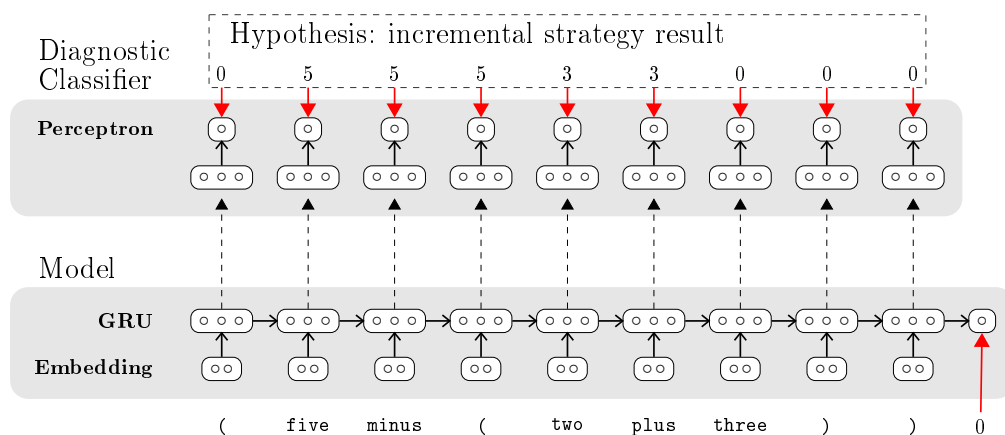 Hypothesis: incremental strategy result
Diagnostic
Classifier
0 5 5 5 3 3 0 0 0
Perceptron
Model
GRU
Embedding
( five minus ( two plus three ) ) 0